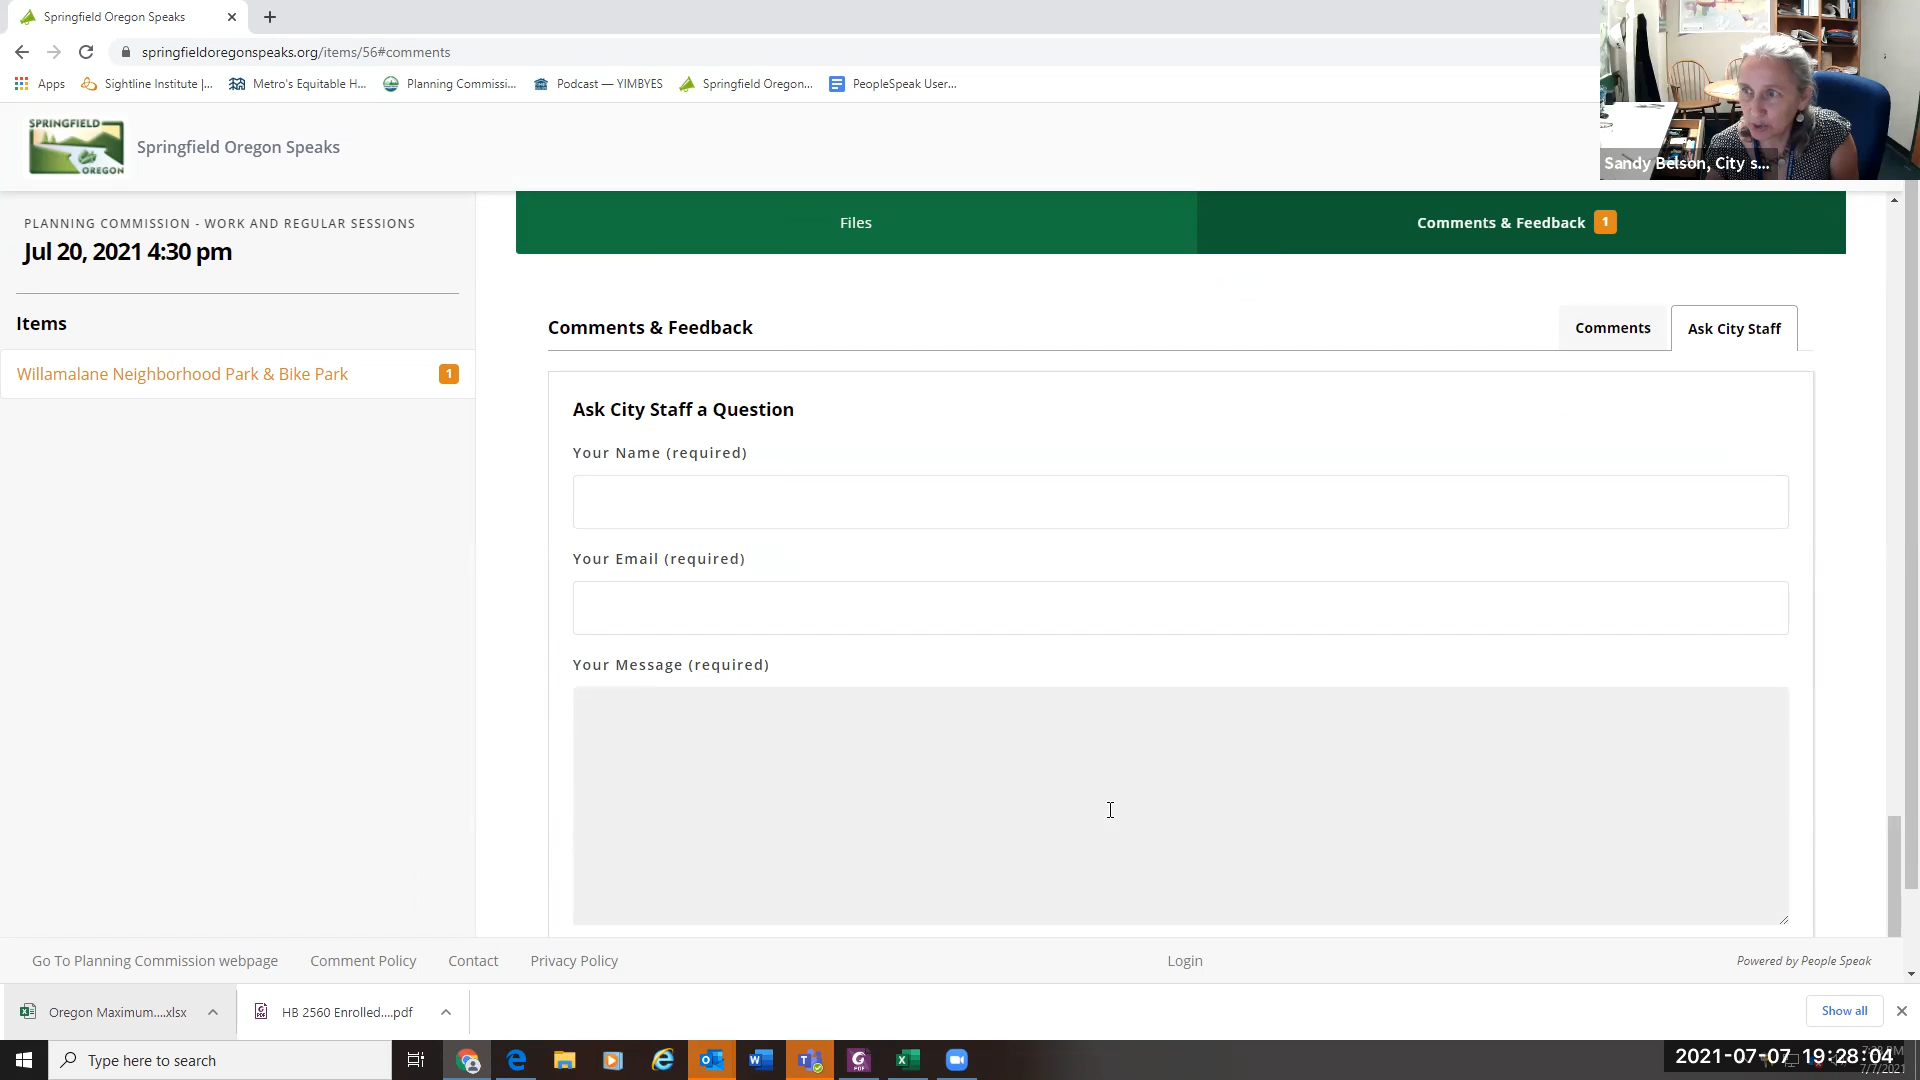 Springfield Oregon Speaks
springfieldoregonspeaks.org/items/56#comments
Apps
Sightline Institute |...
Metro's Equitable H...
Planning Commissi...
Podcast — YIMBYES
Springfield Oregon...
PeopleSpeak User...
SPRINGFIELD
OREGON
Springfield Oregon Speaks
Sandy Belson, City s...
PLANNING COMMISSION - WORK AND REGULAR SESSIONS
Jul 20, 2021 4:30 pm
Items
Willamalane Neighborhood Park & Bike Park 1
Files
Comments & Feedback 1
Comments & Feedback
Comments
Ask City Staff
Ask City Staff a Question
Your Name (required)
Your Email (required)
Your Message (required)
Go To Planning Commission webpage
Comment Policy
Contact
Privacy Policy
Login
Powered by People Speak
Oregon Maximum....xlsx
HB 2560 Enrolled....pdf
Show all
Type here to search
2021-07-07 19:28:04
7/7/2021